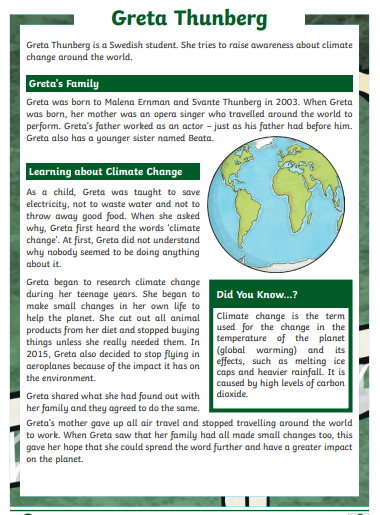 Greta Thunberg
Greta Thunberg is a Swedish student. She tries to raise awareness about climate
change around the world.
Greta's Family
Greta was born to Malena Ernman and Svante Thunberg in 2003. When Greta
was born, her mother was an opera singer who travelled around the world to
perform. Greta's father worked as an actor – just as his father had before him.
Greta also has a younger sister named Beata.
Learning about Climate Change
As a child, Greta was taught to save
electricity, not to waste water and not to
throw away good food. When she asked
why, Greta first heard the words 'climate
change'. At first, Greta did not understand
why nobody seemed to be doing anything
about it.
Greta began to research climate change
during her teenage years. She began to
make small changes in her own life to
help the planet. She cut out all animal
products from her diet and stopped buying
things unless she really needed them. In
2015, Greta also decided to stop flying in
aeroplanes because of the impact it has on
the environment.
Greta shared what she had found out with
her family and they agreed to do the same.
Did You Know...?
Climate change is the term
used for the change in the
temperature of the planet
(global warming) and its
effects, such as melting ice
caps and heavier rainfall. It is
caused by high levels of carbon
dioxide.
Greta's mother gave up all air travel and stopped travelling around the world
to work. When Greta saw that her family had all made small changes too, this
gave her hope that she could spread the word further and have a greater impact
on the planet.